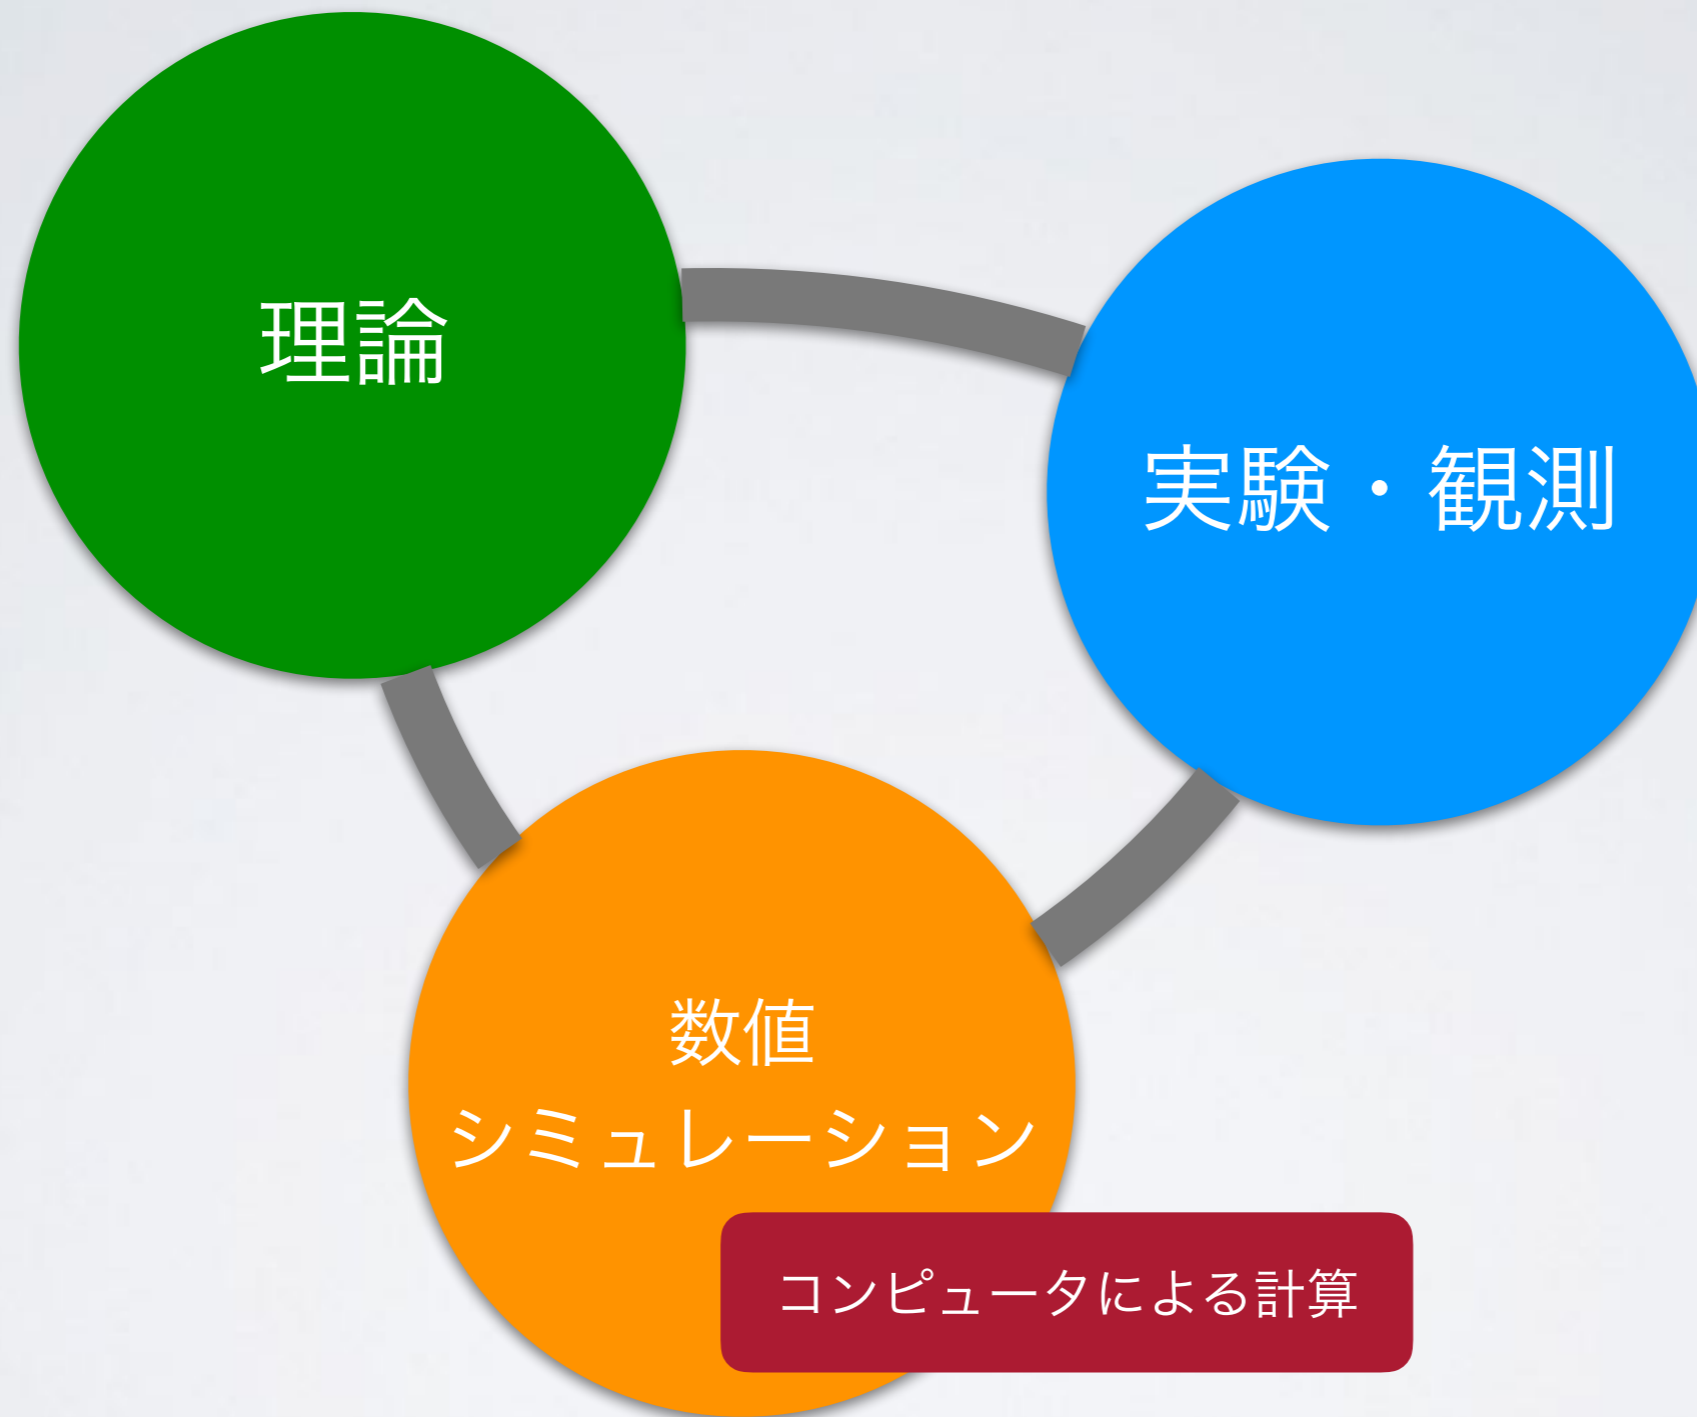 理論
実験・観測
数値
シミュレーション
コンピュータによる計算